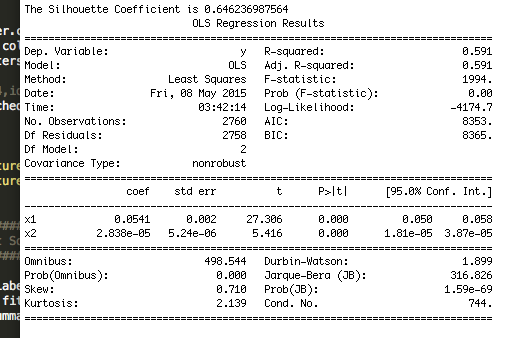 The Silhouette Coefficient is 0.646236987564
OLS Regression Results
Dep. Variable: y R-squared: 0.591
Model: OLS Adj. R-squared: 0.591
Method: Least Squares F-statistic: 1994.
Date: Fri, 08 May 2015 Prob (F-statistic): 0.00
Time: 03:42:14 Log-Likelihood: -4174.7
No. Observations: 2760 AIC: 8353.
Df Residuals: 2758 BIC: 8365.
Df Model: 2
Covariance Type: nonrobust
coef std err t P>|t| [95.0% Conf. Int.]
x1 0.0541 0.002 27.306 0.000 0.050 0.058
x2 2.838e-05 5.24e-06 5.416 0.000 1.81e-05 3.87e-05
Omnibus: 498.544 Durbin-Watson: 1.899
Prob(Omnibus): 0.000 Jarque-Bera (JB): 316.826
Skew: 0.710 Prob(JB): 1.59e-69
Kurtosis: 2.139 Cond. No. 744.